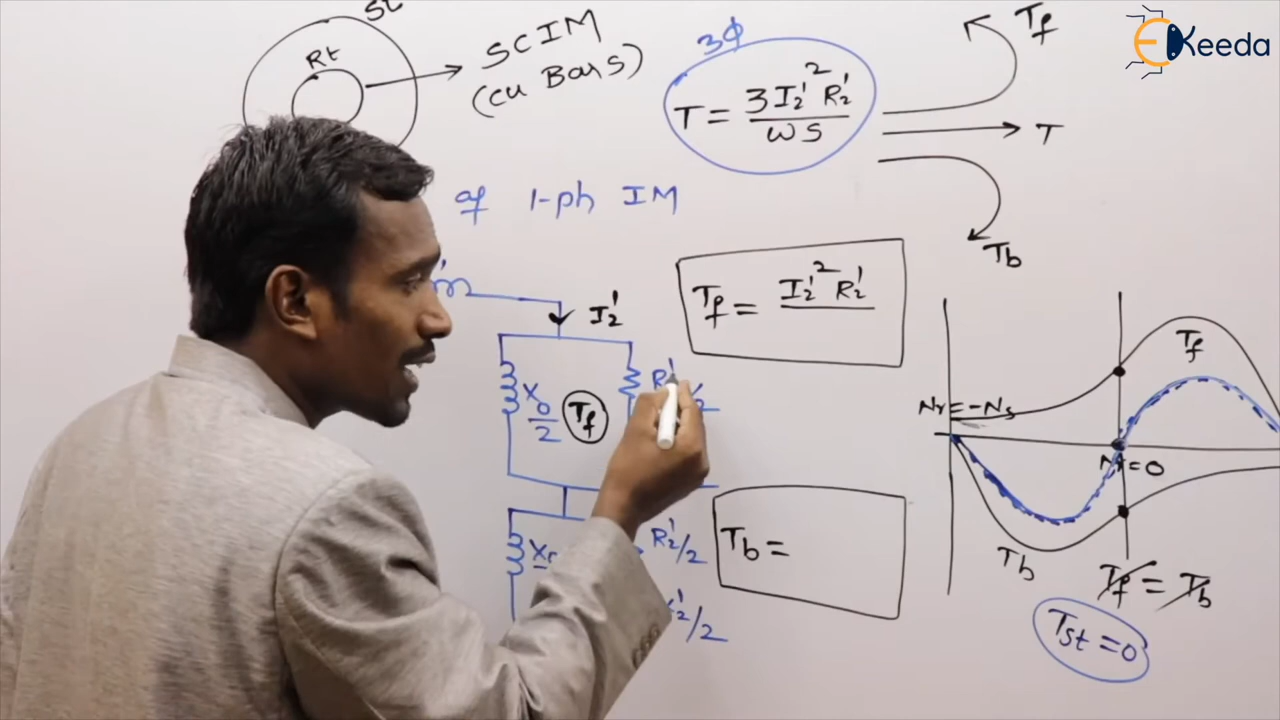 St
Rt
SCIM
(cu Bars)
3Φ
T = 3I₂'² R₂' / ωS
Tf
T
Tb
Keeda
of 1-ph IM
I₂'
X₀/2
Tf
Tf = I₂'² R₂'
R₂'/2
Tb =
Nr = -Ns
Tf
Nr = 0
Tb
Tf = Tb
Tst = 0